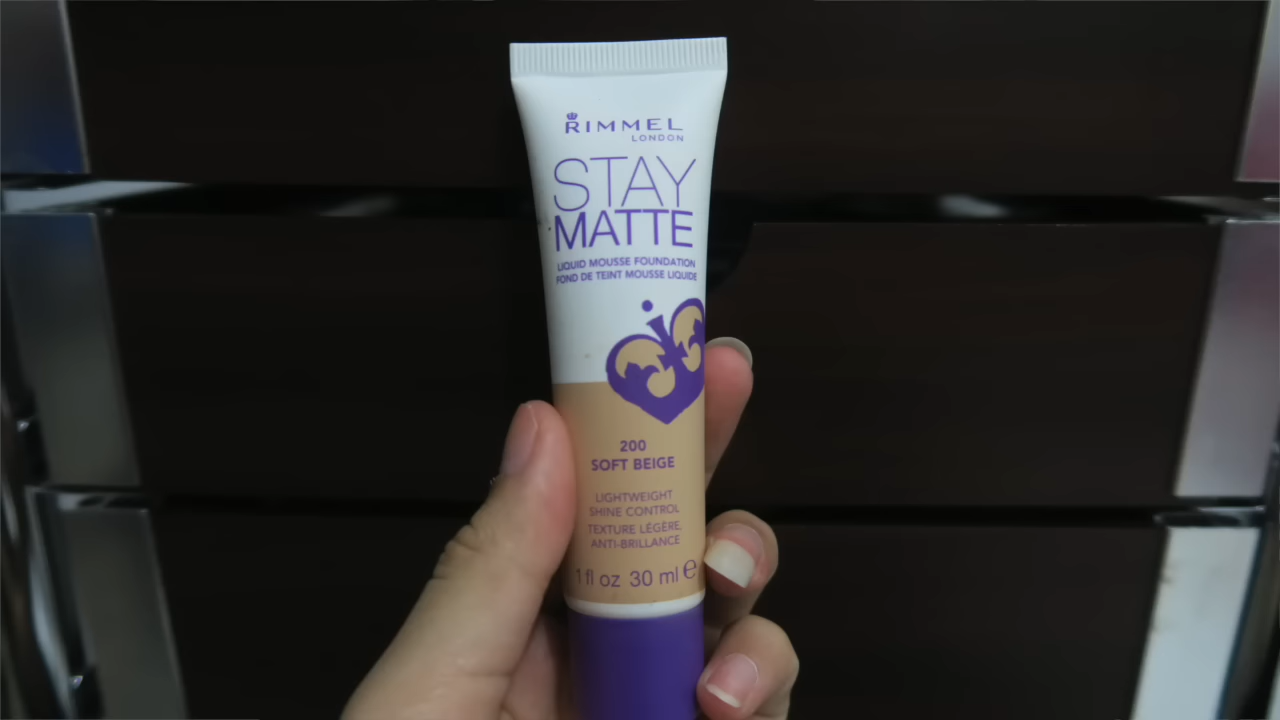 RIMMEL
LONDON
STAY
MATTE
LIQUID MOUSSE FOUNDATION
FOND DE TEINT MOUSSE LIQUIDE
200
SOFT BEIGE
LIGHTWEIGHT
SHINE CONTROL
TEXTURE LÉGÈRE,
ANTI-BRILLANCE
1 fl oz 30 ml ℮